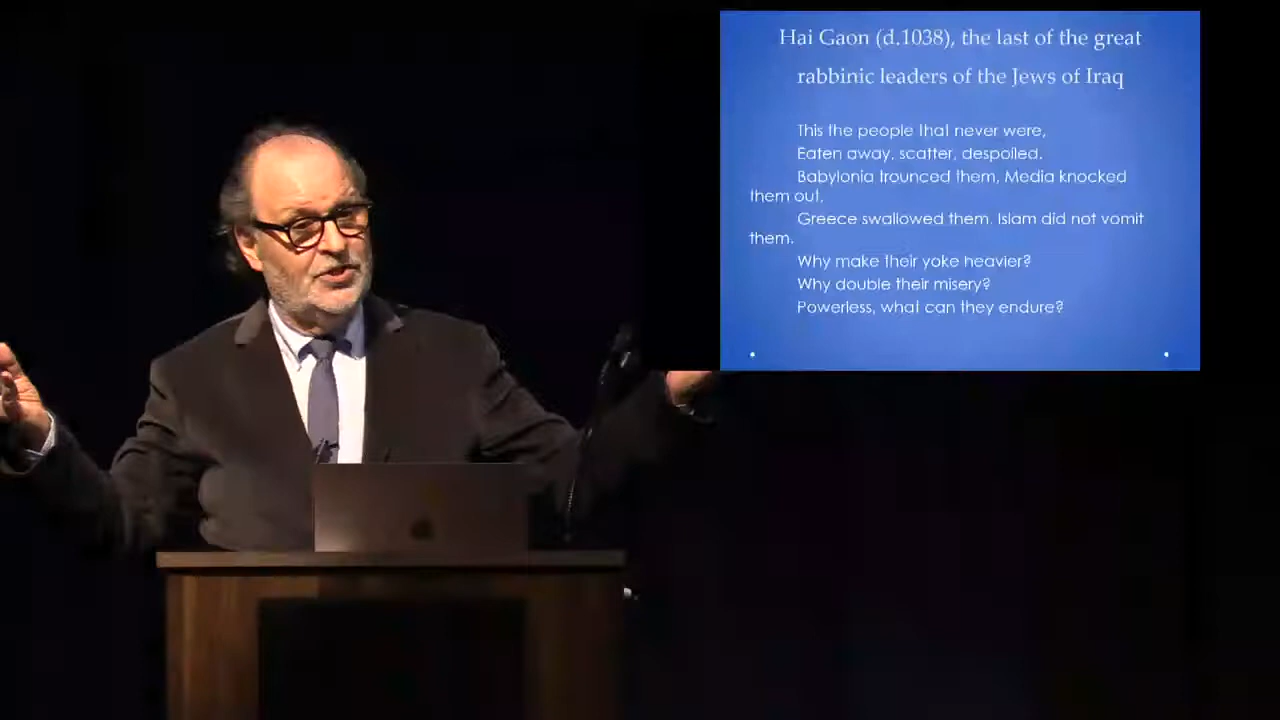 Hai Gaon (d.1038), the last of the great
rabbinic leaders of the Jews of Iraq
This the people that never were,
Eaten away, scatter, despoiled.
Babylonia trounced them, Media knocked
them out,
Greece swallowed them. Islam did not vomit
them.
Why make their yoke heavier?
Why double their misery?
Powerless, what can they endure?